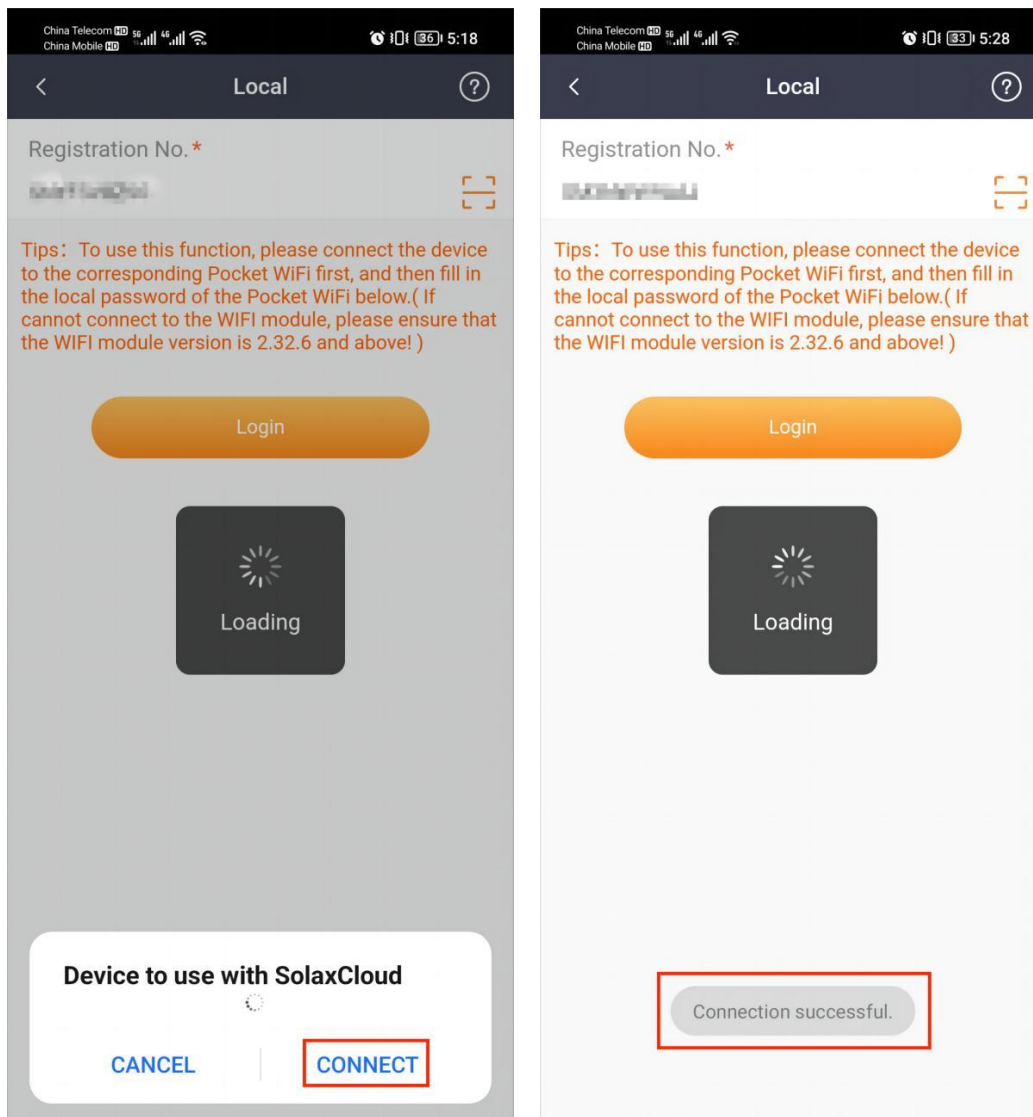 China Telecom HD 5G 4G 36 5:18
China Mobile HD
Local
Registration No.*
Tips: To use this function, please connect the device
to the corresponding Pocket WiFi first, and then fill in
the local password of the Pocket WiFi below.( If
cannot connect to the WIFI module, please ensure that
the WIFI module version is 2.32.6 and above! )
Login
Loading
Device to use with SolaxCloud
CANCEL
CONNECT
China Telecom HD 5G 4G 33 5:28
China Mobile HD
Local
Registration No.*
Tips: To use this function, please connect the device
to the corresponding Pocket WiFi first, and then fill in
the local password of the Pocket WiFi below.( If
cannot connect to the WIFI module, please ensure that
the WIFI module version is 2.32.6 and above! )
Login
Loading
Connection successful.